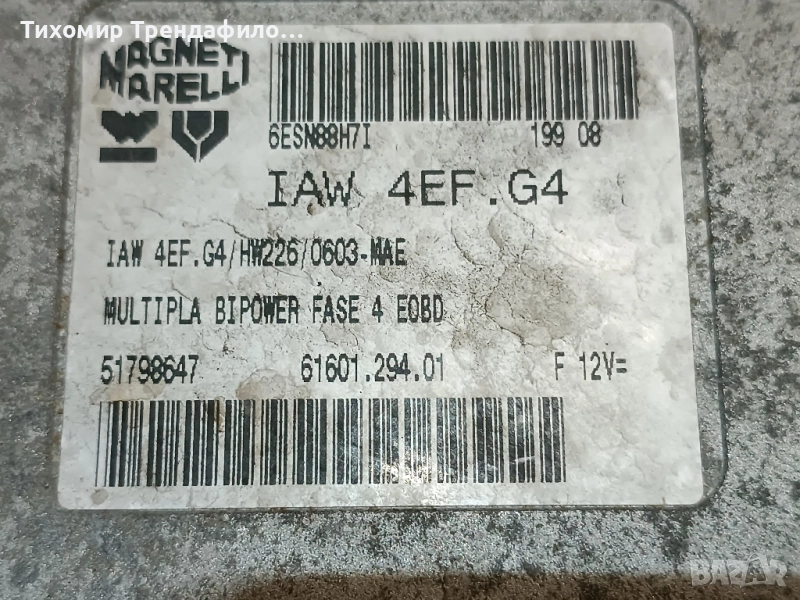 Тихомир Трендафило...
MAGNETI
MARELLI
6ESN88H7I 199 08
IAW 4EF.G4
IAW 4EF.G4/HW226/0603-MAE
MULTIPLA BIPOWER FASE 4 EOBD
51798647 61601.294.01 F 12V=
BAZAR